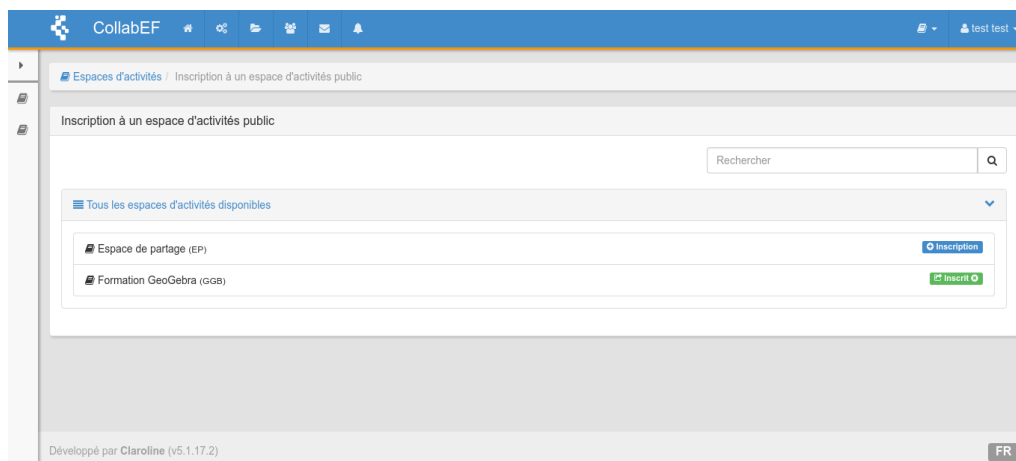 CollabEF test test
Espaces d'activités / Inscription à un espace d'activités public
Inscription à un espace d'activités public
Rechercher
Tous les espaces d'activités disponibles
Espace de partage (EP) Inscription
Formation GeoGebra (GGB) Inscrit
Développé par Claroline (v5.1.17.2) FR